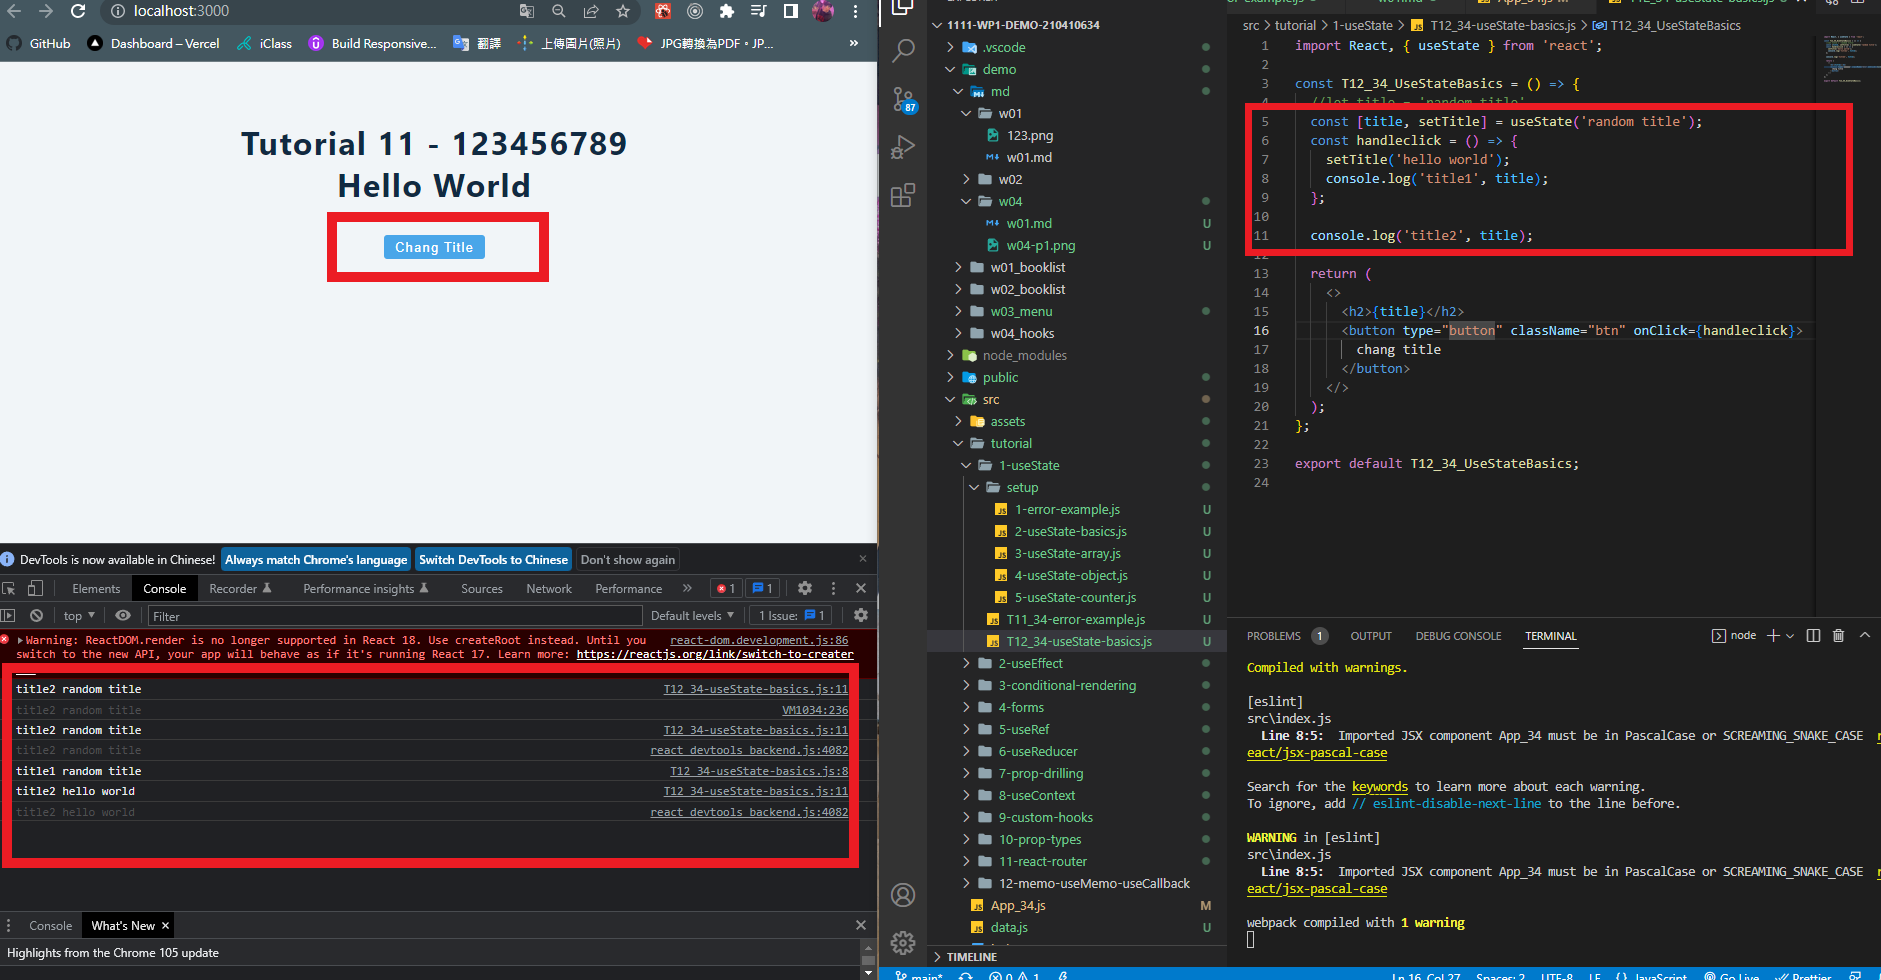 localhost:3000
GitHub
Dashboard – Vercel
iClass
Build Responsive...
翻譯
上傳圖片(照片)
JPG轉換為PDF。JP...
»
Tutorial 11 - 123456789
Hello World
Chang Title
DevTools is now available in Chinese!
Always match Chrome's language
Switch DevTools to Chinese
Don't show again
Elements
Console
Recorder
Performance insights
Sources
Network
Performance
»
1
1
top
Filter
Default levels
1 Issue:
1
Warning: ReactDOM.render is no longer supported in React 18. Use createRoot instead. Until you
react-dom.development.js:86
switch to the new API, your app will behave as if it's running React 17. Learn more: https://reactjs.org/link/switch-to-creater
title2 random title
T12_34-useState-basics.js:11
title2 random title
VM1034:236
title2 random title
T12_34-useState-basics.js:11
title2 random title
react_devtools_backend.js:4082
title1 random title
T12_34-useState-basics.js:8
title2 hello world
T12_34-useState-basics.js:11
title2 hello world
react_devtools_backend.js:4082
Console
What's New
Highlights from the Chrome 105 update
87
1111-WP1-DEMO-210410634
.vscode
demo
md
w01
123.png
w01.md
w02
w04
w01.md U
w04-p1.png U
w01_booklist
w02_booklist
w03_menu
w04_hooks
node_modules
public
src
assets
tutorial
1-useState
setup
1-error-example.js U
2-useState-basics.js U
3-useState-array.js U
4-useState-object.js U
5-useState-counter.js U
T11_34-error-example.js U
T12_34-useState-basics.js U
2-useEffect
3-conditional-rendering
4-forms
5-useRef
6-useReducer
7-prop-drilling
8-useContext
9-custom-hooks
10-prop-types
11-react-router
12-memo-useMemo-useCallback
App_34.js M
data.js U
TIMELINE
src > tutorial > 1-useState > T12_34-useState-basics.js > T12_34_UseStateBasics
1 import React, { useState } from 'react';
2
3 const T12_34_UseStateBasics = () => {
4 //let title = 'random title'
5 const [title, setTitle] = useState('random title');
6 const handleclick = () => {
7 setTitle('hello world');
8 console.log('title1', title);
9 };
10
11 console.log('title2', title);
12
13 return (
14 <>
15 <h2>{title}</h2>
16 <button type="button" className="btn" onClick={handleclick}>
17 chang title
18 </button>
19 </>
20 );
21 };
22
23 export default T12_34_UseStateBasics;
24
PROBLEMS 1
OUTPUT
DEBUG CONSOLE
TERMINAL
node
Compiled with warnings.
[eslint]
src\index.js
Line 8:5: Imported JSX component App_34 must be in PascalCase or SCREAMING_SNAKE_CASE r
eact/jsx-pascal-case
Search for the keywords to learn more about each warning.
To ignore, add // eslint-disable-next-line to the line before.
WARNING in [eslint]
src\index.js
Line 8:5: Imported JSX component App_34 must be in PascalCase or SCREAMING_SNAKE_CASE r
eact/jsx-pascal-case
webpack compiled with 1 warning
main*
0
1
Ln 16, Col 27
Spaces: 2
UTF-8
LF
{} JavaScript
Go Live
Prettier